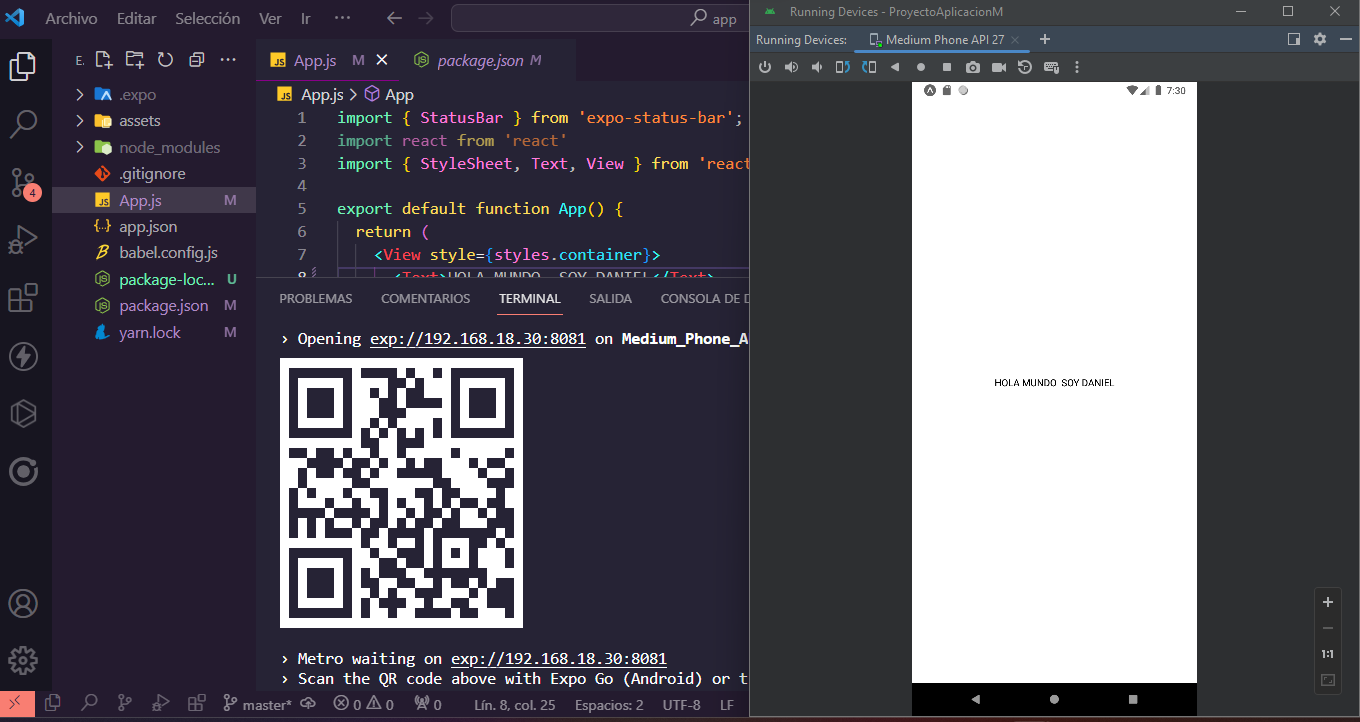 Archivo Editar Selección Ver Ir ··· app
Running Devices - ProyectoAplicacionM
Running Devices: Medium Phone API 27
E.
.expo
assets
node_modules
.gitignore
App.js M
app.json
babel.config.js
package-loc... U
package.json M
yarn.lock M
4
App.js M package.json M
App.js > App
1 import { StatusBar } from 'expo-status-bar';
2 import react from 'react'
3 import { StyleSheet, Text, View } from 'react
4
5 export default function App() {
6 return (
7 <View style={styles.container}>
8 <Text>HOLA MUNDO SOY DANIEL</Text>
PROBLEMAS COMENTARIOS TERMINAL SALIDA CONSOLA DE D
› Opening exp://192.168.18.30:8081 on Medium_Phone_A
› Metro waiting on exp://192.168.18.30:8081
› Scan the QR code above with Expo Go (Android) or t
master* 0 0 0 Lín. 8, col. 25 Espacios: 2 UTF-8 LF
7:30
HOLA MUNDO SOY DANIEL
1:1